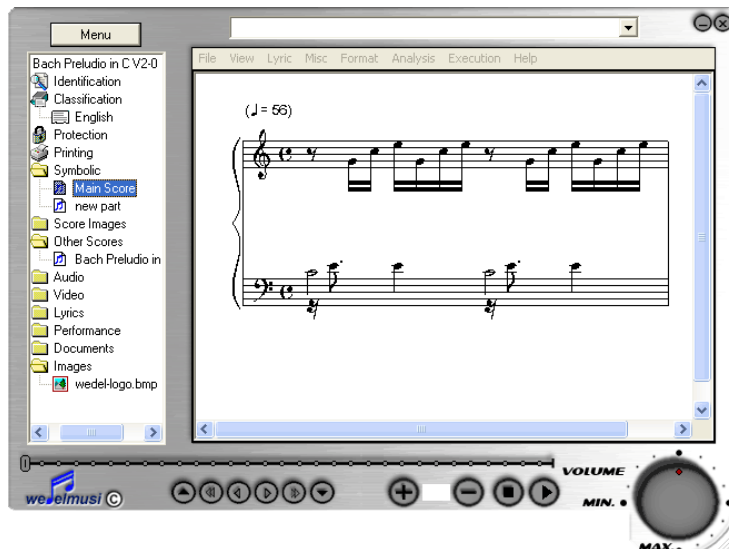 Menu
Bach Preludio in C V2-0
Identification
Classification
English
Protection
Printing
Symbolic
Main Score
new part
Score Images
Other Scores
Bach Preludio in
Audio
Video
Lyrics
Performance
Documents
Images
wedel-logo.bmp
File View Lyric Misc Format Analysis Execution Help
(♩ = 56)
wedelmusi ©
VOLUME
MIN.
MAX.